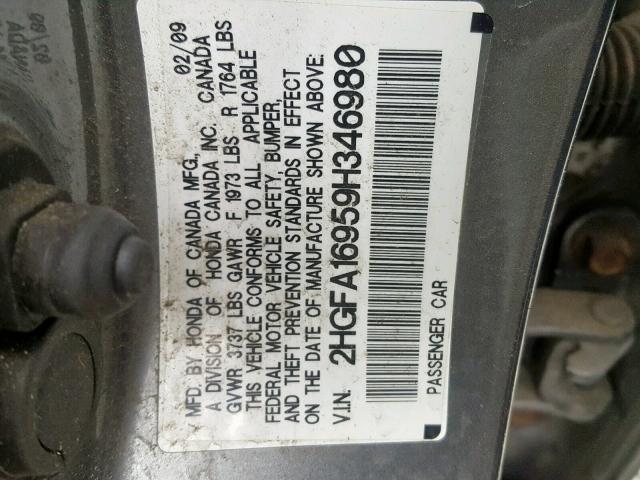 MFD. BY HONDA OF CANADA MFG., 02/09
A DIVISION OF HONDA CANADA INC. CANADA
GVWR 3737 LBS GAWR F 1973 LBS R 1764 LBS
THIS VEHICLE CONFORMS TO ALL APPLICABLE
FEDERAL MOTOR VEHICLE SAFETY, BUMPER,
AND THEFT PREVENTION STANDARDS IN EFFECT
ON THE DATE OF MANUFACTURE SHOWN ABOVE.
V.I.N. 2HGFA16959H346980
PASSENGER CAR